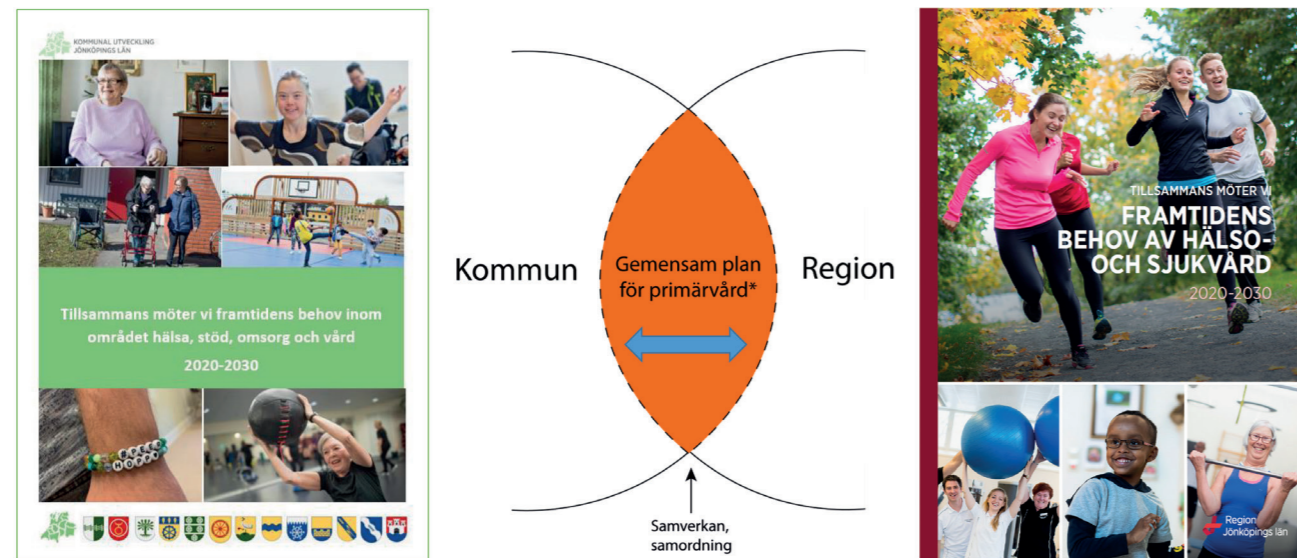 KOMMUNAL UTVECKLING
JÖNKÖPINGS LÄN
Tillsammans möter vi framtidens behov inom
området hälsa, stöd, omsorg och vård
2020-2030
HOPP
Kommun
Gemensam plan
för primärvård*
Region
Samverkan,
samordning
TILLSAMMANS MÖTER VI
FRAMTIDENS
BEHOV AV HÄLSO-
OCH SJUKVÅRD
2020-2030
Region
Jönköpings län